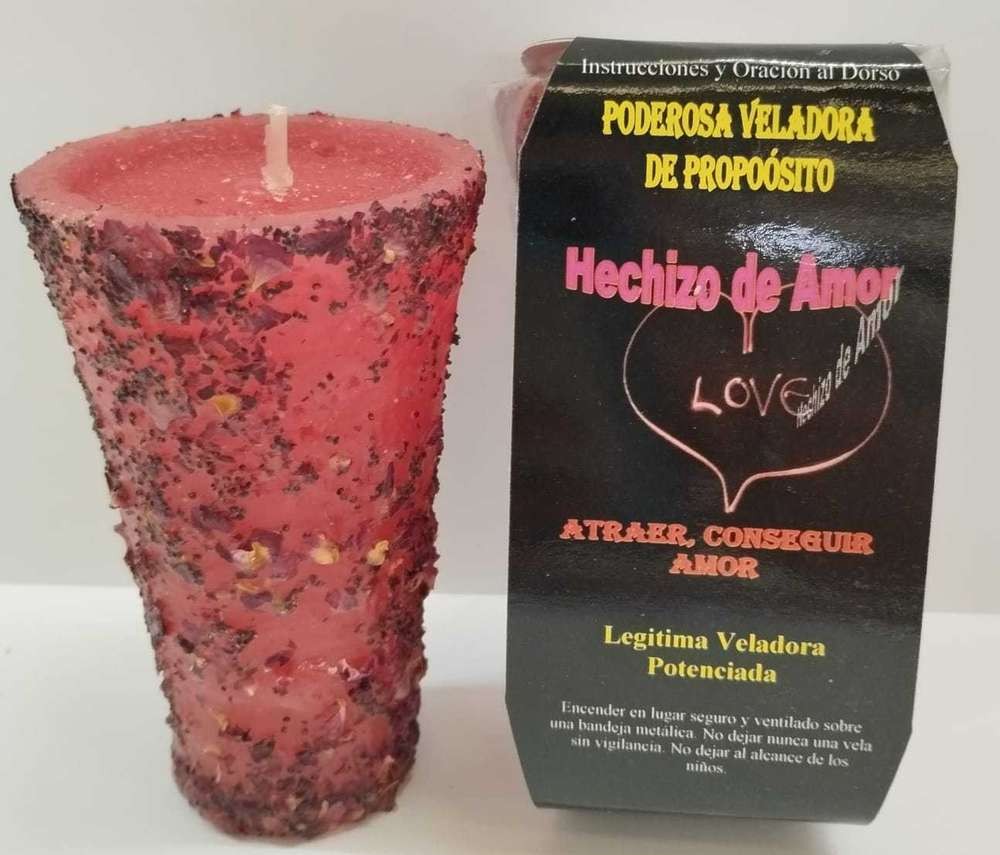 Instrucciones y Oración al Dorso
PODEROSA VELADORA
DE PROPOÓSITO
Hechizo de Amor
Hechizo de Amor
LOVE
ATRAER, CONSEGUIR
AMOR
Legitima Veladora
Potenciada
Encender en lugar seguro y ventilado sobre
una bandeja metálica. No dejar nunca una vela
sin vigilancia. No dejar al alcance de los
niños.